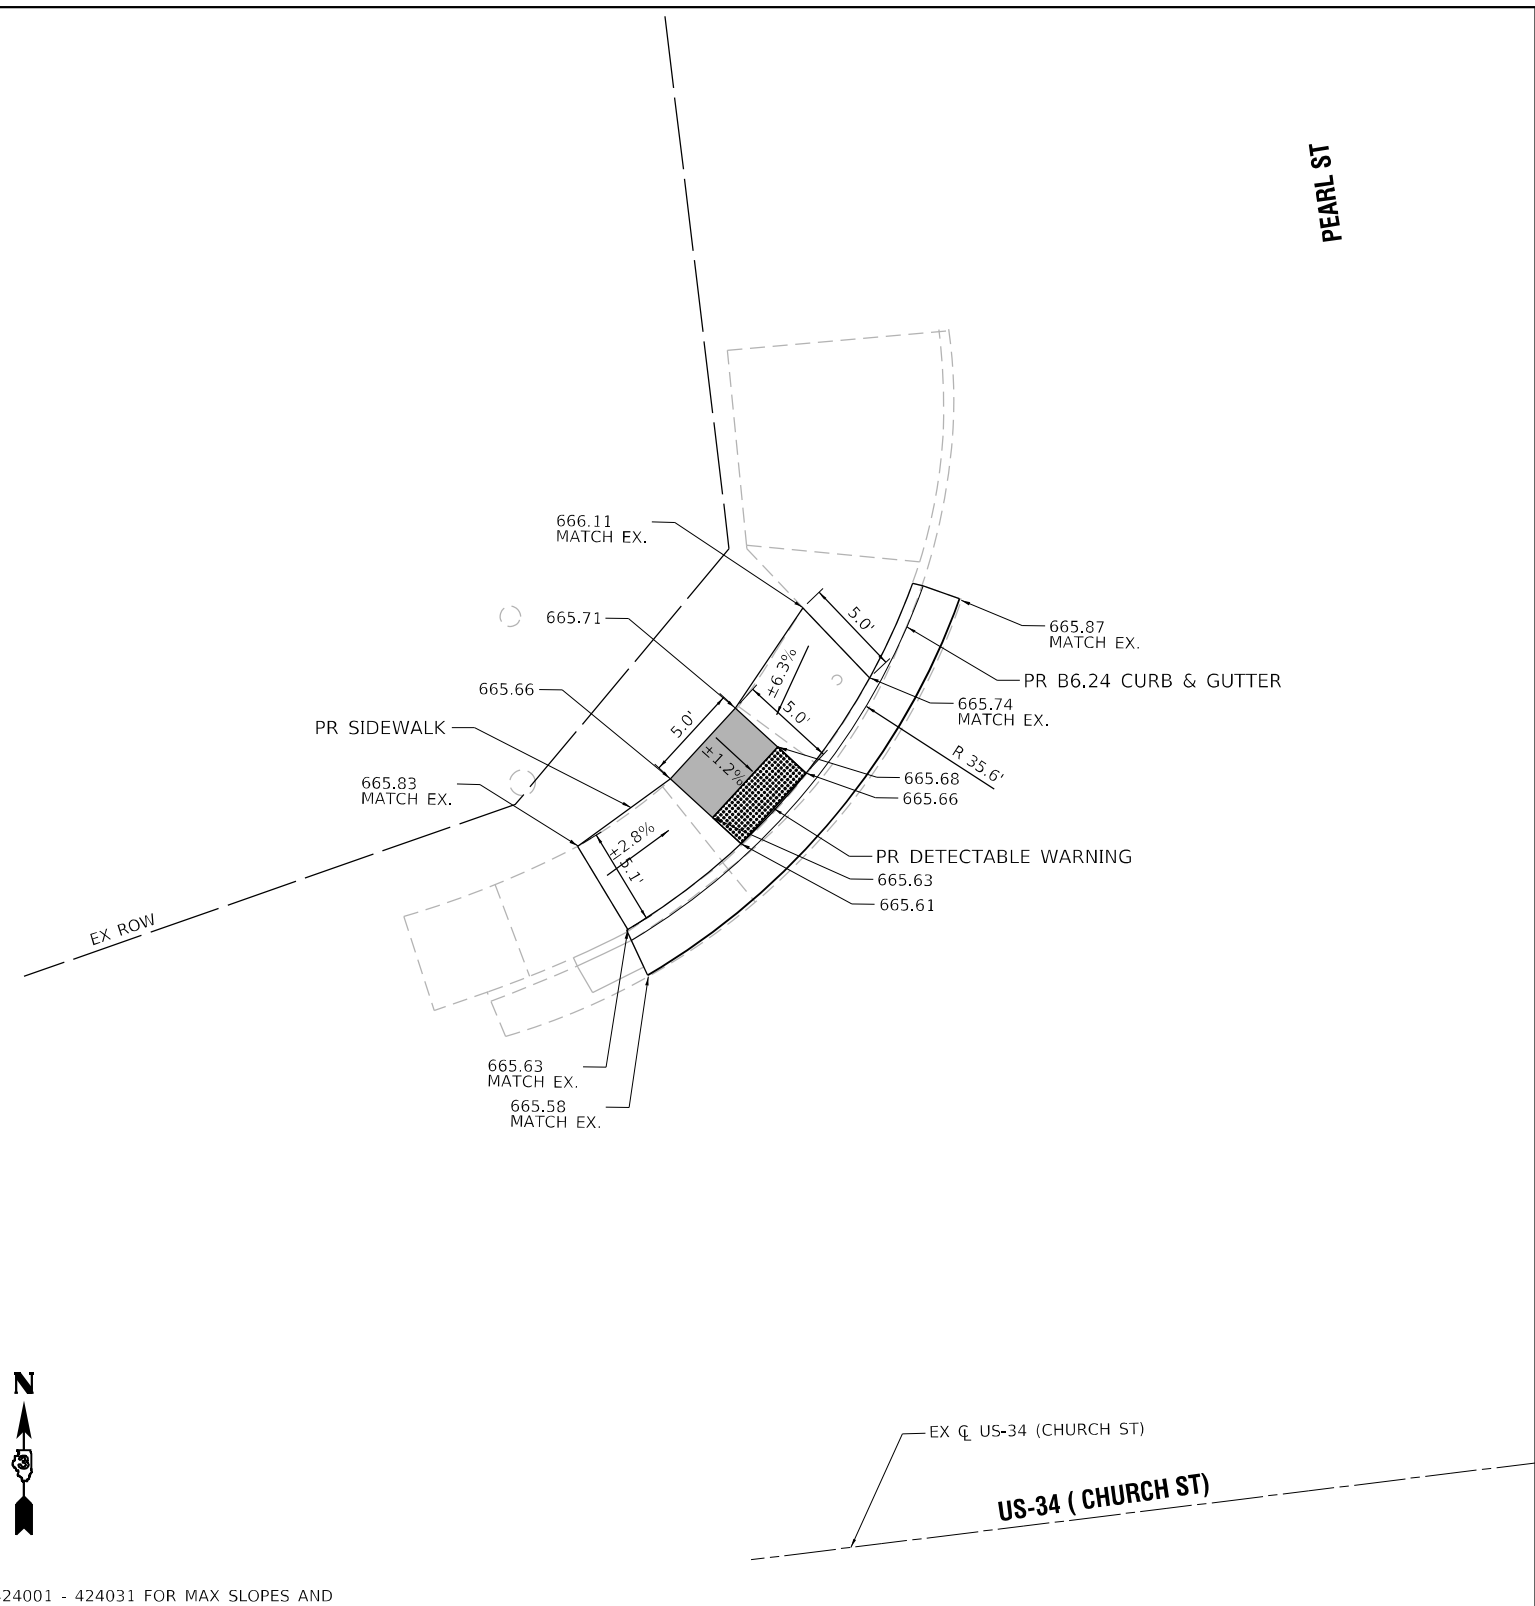 PEARL ST
666.11
MATCH EX.
665.71
5.0'
665.87
MATCH EX.
±6.3%
PR B6.24 CURB & GUTTER
665.66
665.74
MATCH EX.
5.0'
5.0'
PR SIDEWALK
R 35.6'
±1.2%
665.68
665.83
MATCH EX.
665.66
±2.8%
5.1'
PR DETECTABLE WARNING
665.63
665.61
EX ROW
665.63
MATCH EX.
665.58
MATCH EX.
N
3
EX ℄ US-34 (CHURCH ST)
US-34 ( CHURCH ST)
24001 - 424031 FOR MAX SLOPES AND